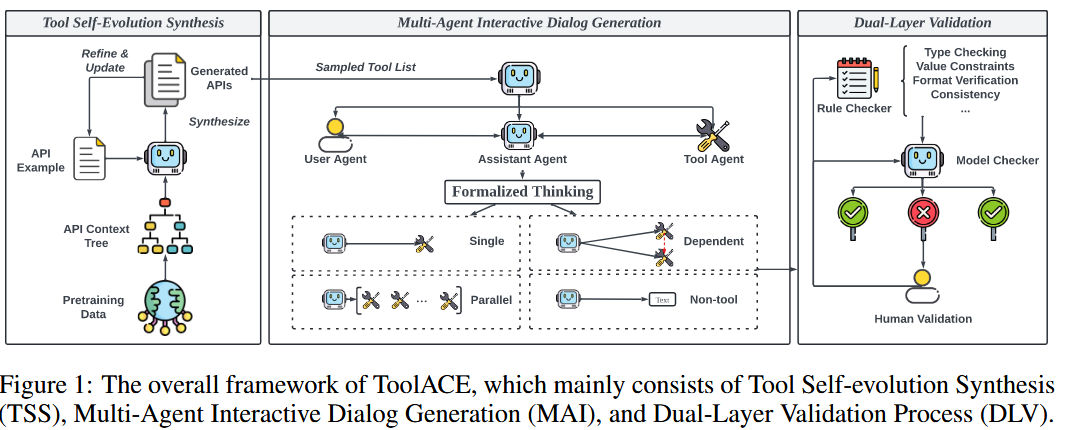 Tool Self-Evolution Synthesis
Refine &
Update
Generated
APIs
Synthesize
API
Example
API Context
Tree
Pretraining
Data
Multi-Agent Interactive Dialog Generation
Sampled Tool List
User Agent
Assistant Agent
Tool Agent
Formalized Thinking
Single
Dependent
Parallel
...
Non-tool
Text
Dual-Layer Validation
Type Checking
Value Constraints
Format Verification
Consistency
...
Rule Checker
Model Checker
Human Validation
Figure 1: The overall framework of ToolACE, which mainly consists of Tool Self-evolution Synthesis
(TSS), Multi-Agent Interactive Dialog Generation (MAI), and Dual-Layer Validation Process (DLV).